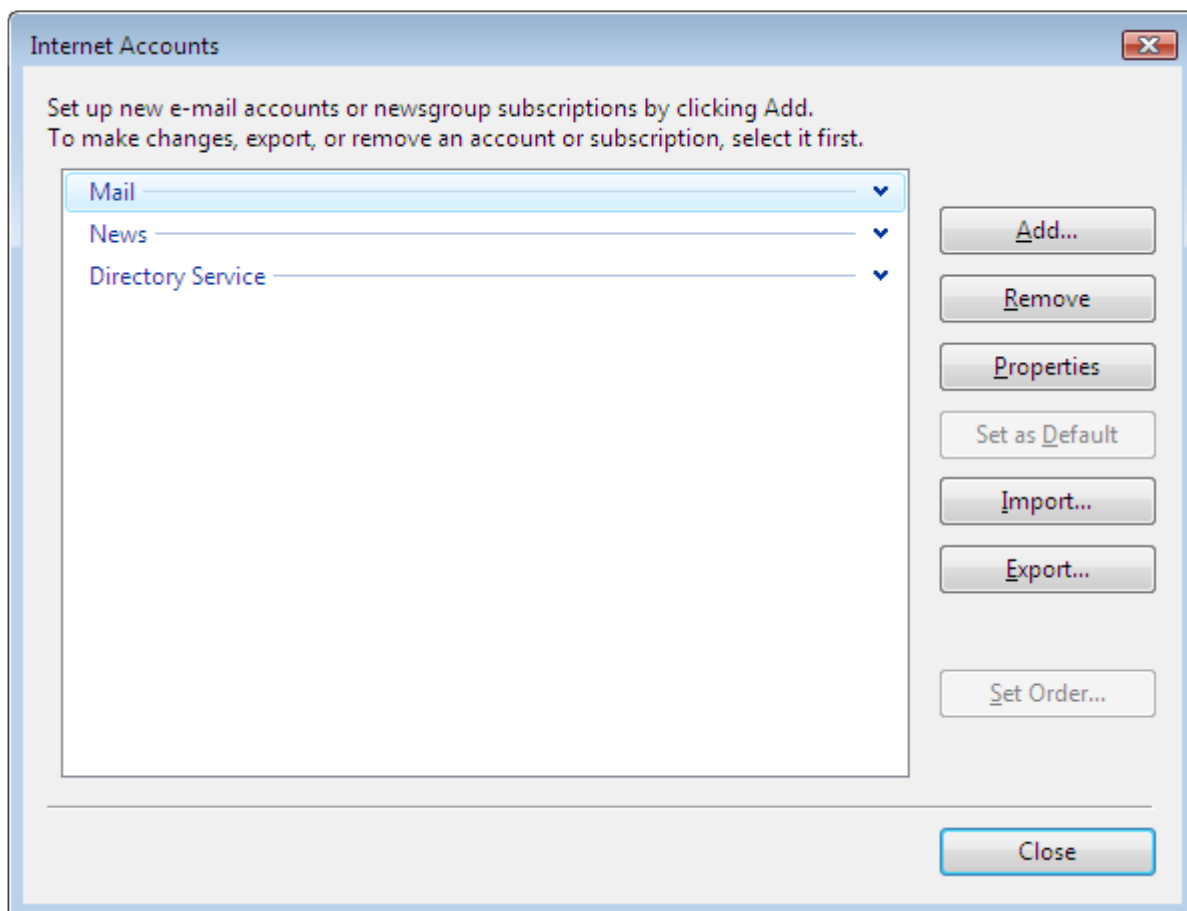 Internet Accounts
Set up new e-mail accounts or newsgroup subscriptions by clicking Add.
To make changes, export, or remove an account or subscription, select it first.
Mail
News
Directory Service
Add...
Remove
Properties
Set as Default
Import...
Export...
Set Order...
Close